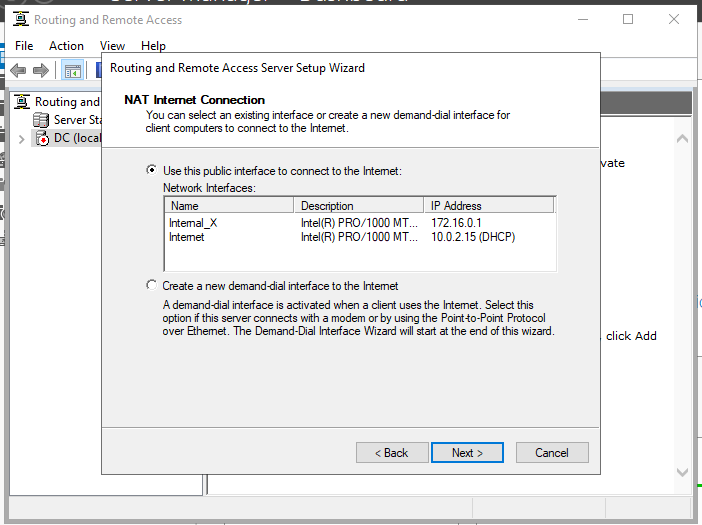 Routing and Remote Access
File Action View Help
Routing and Remote Access Server Setup Wizard
Routing and
Server Sta
DC (local
NAT Internet Connection
You can select an existing interface or create a new demand-dial interface for
client computers to connect to the Internet.
Use this public interface to connect to the Internet:
Network Interfaces:
Name Description IP Address
Internal_X Intel(R) PRO/1000 MT... 172.16.0.1
Internet Intel(R) PRO/1000 MT... 10.0.2.15 (DHCP)
Create a new demand-dial interface to the Internet
A demand-dial interface is activated when a client uses the Internet. Select this
option if this server connects with a modem or by using the Point-to-Point Protocol
over Ethernet. The Demand-Dial Interface Wizard will start at the end of this wizard.
vate
, click Add
< Back Next > Cancel